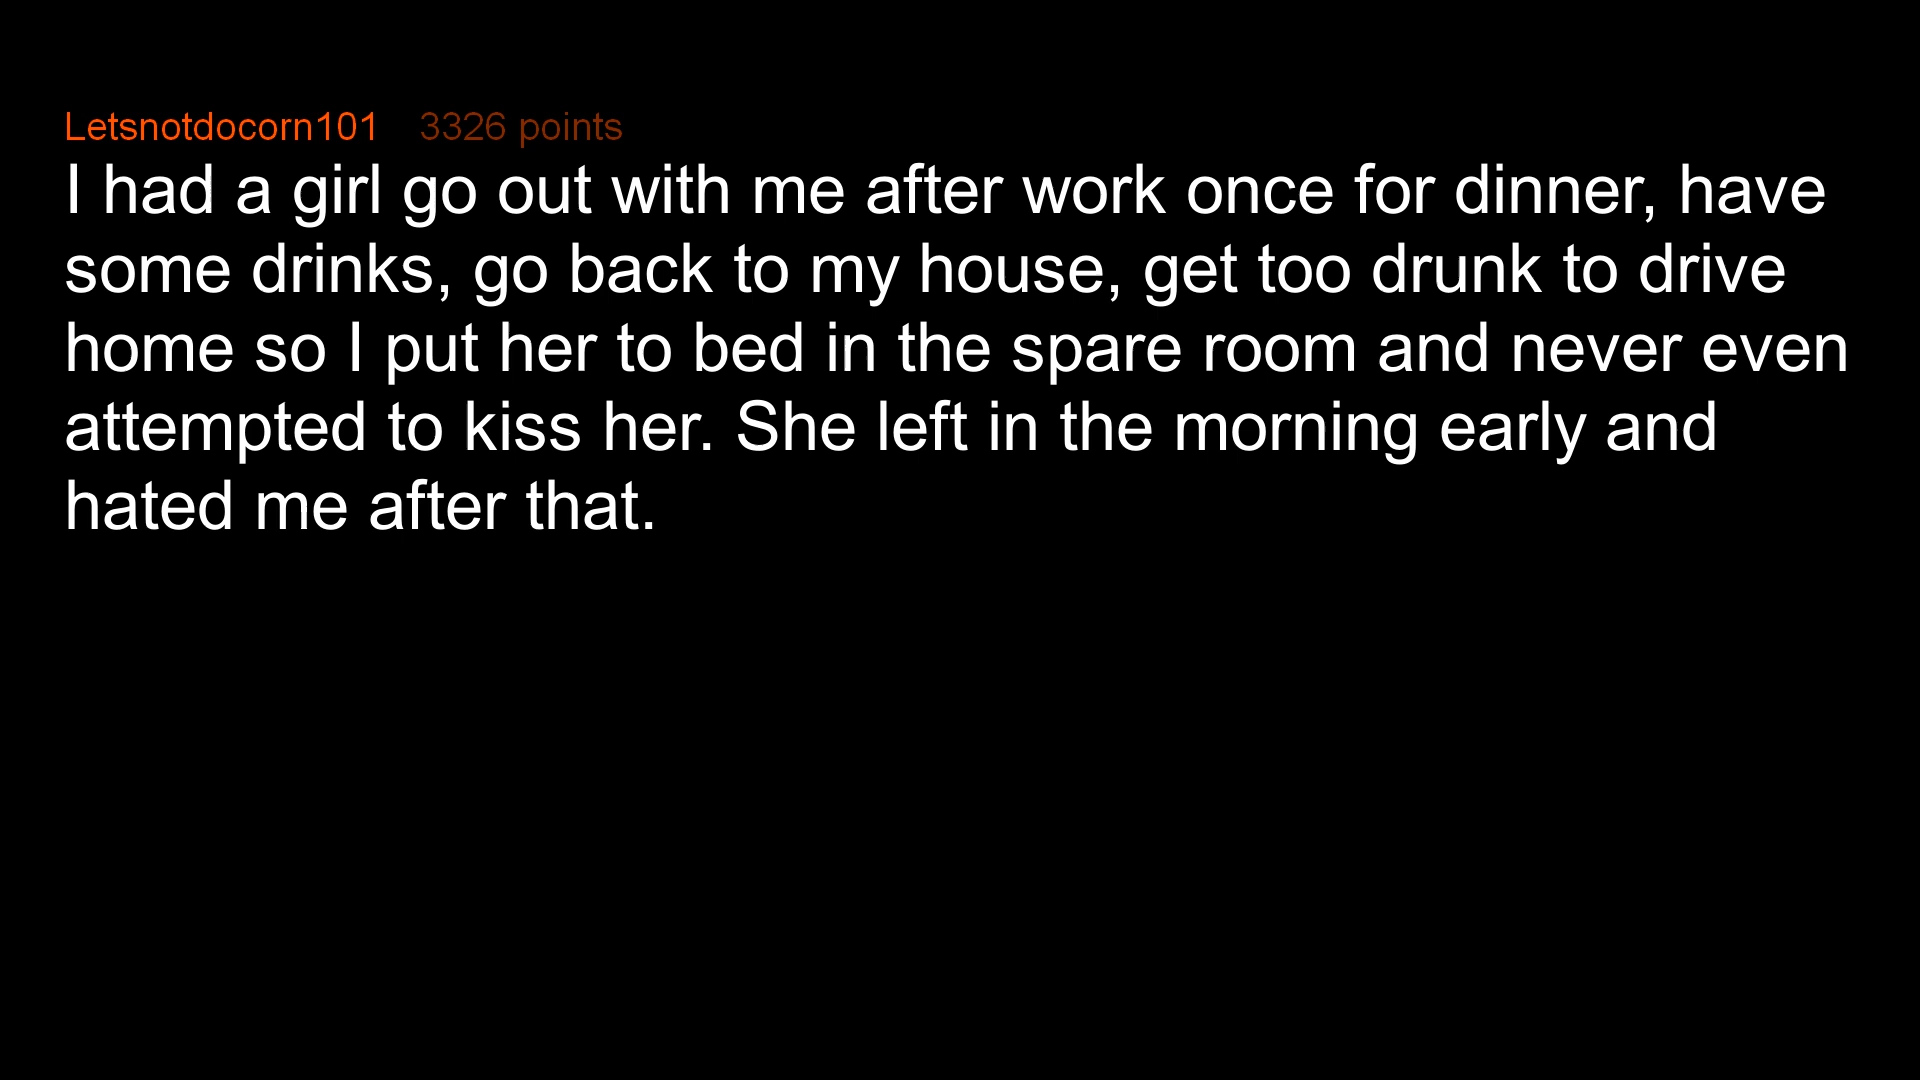 Letsnotdocorn101 3326 points
I had a girl go out with me after work once for dinner, have
some drinks, go back to my house, get too drunk to drive
home so I put her to bed in the spare room and never even
attempted to kiss her. She left in the morning early and
hated me after that.